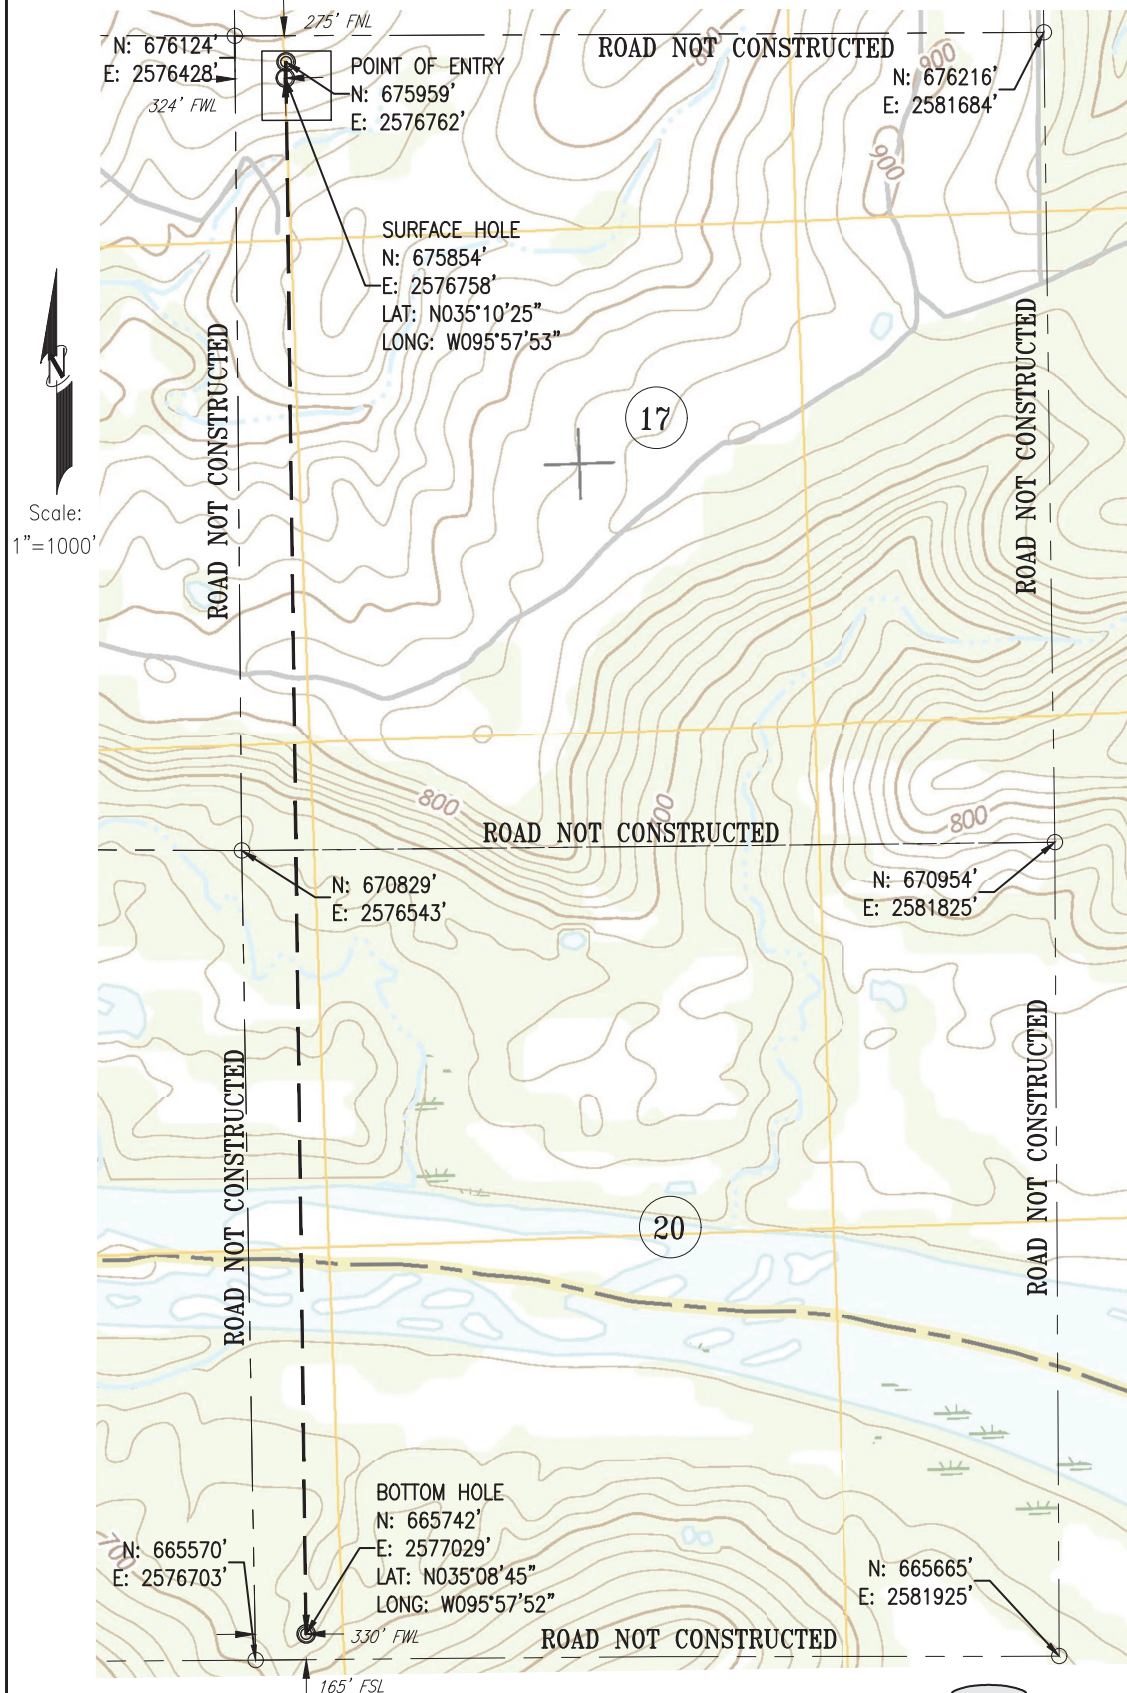 275' FNL
N: 676124'
E: 2576428'
324' FWL
POINT OF ENTRY
N: 675959'
E: 2576762'
ROAD NOT CONSTRUCTED
800
900
N: 676216'
E: 2581684'
900
SURFACE HOLE
N: 675854'
E: 2576758'
LAT: N035°10'25"
LONG: W095°57'53"
ROAD NOT CONSTRUCTED
ROAD NOT CONSTRUCTED
17
Scale:
1"=1000'
800
800
ROAD NOT CONSTRUCTED
N: 670829'
E: 2576543'
N: 670954'
E: 2581825'
ROAD NOT CONSTRUCTED
ROAD NOT CONSTRUCTED
20
BOTTOM HOLE
N: 665742'
E: 2577029'
LAT: N035°08'45"
LONG: W095°57'52"
700
N: 665570'
E: 2576703'
N: 665665'
E: 2581925'
330' FWL
ROAD NOT CONSTRUCTED
165' FSL